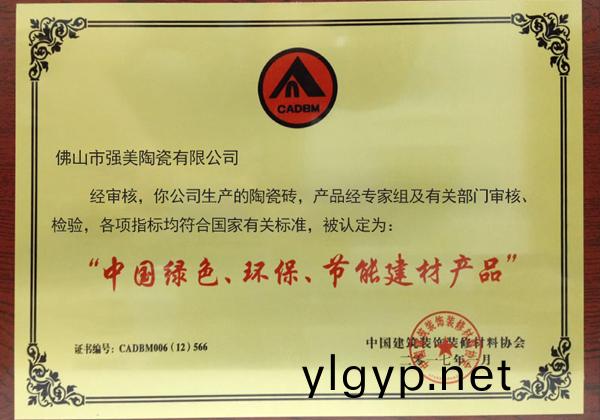 CADBM
佛山市强美陶瓷有限公司
经审核，你公司生产的陶瓷砖，产品经专家组及有关部门审核、
检验，各项指标均符合国家有关标准，被认定为：
“中国绿色、环保、节能建材产品”
证书编号：CADBM006（12）566
中国建筑装饰装修材料协会
一七年 月
ylgyp.net